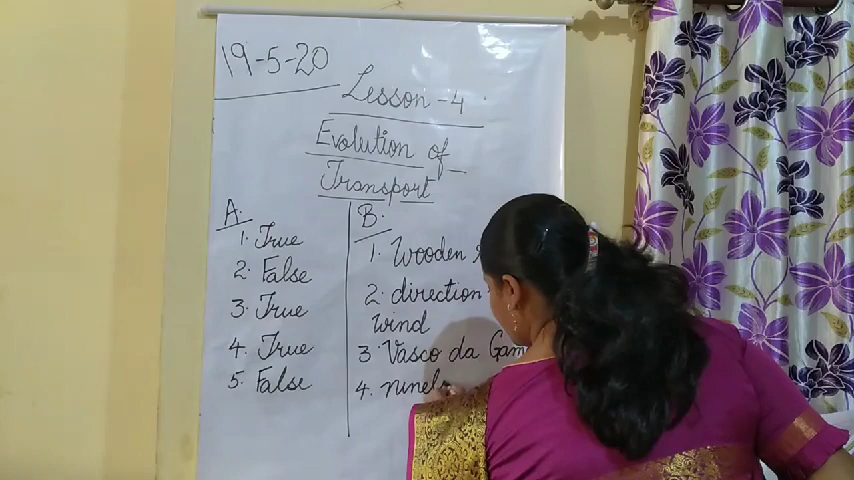 19-5-20
Lesson - 4
Evolution of
Transport
A.
1. True
2. False
3. True
4. True
5. False
B.
1. Wooden
2. direction
wind
3. Vasco da Gam
4. ninel